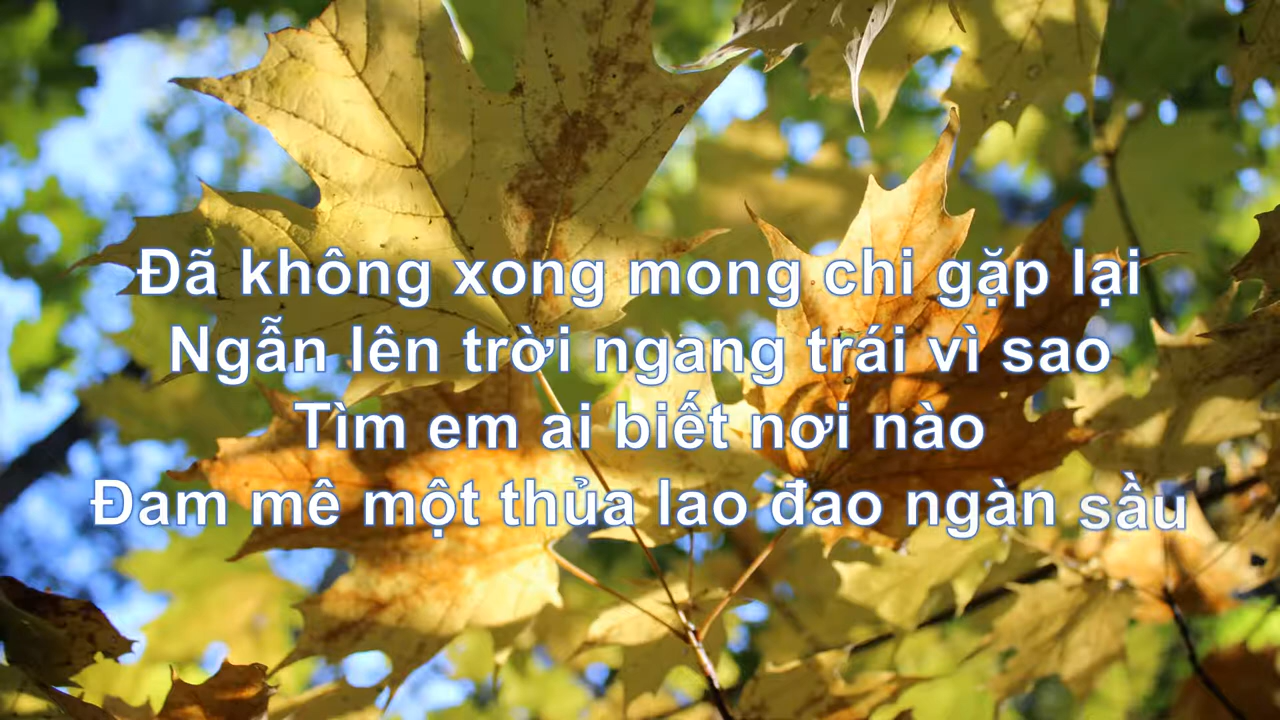 Đã không xong mong chi gặp lại
Ngẫn lên trời ngang trái vì sao
Tìm em ai biết nơi nào
Đam mê một thủa lao đao ngàn sầu